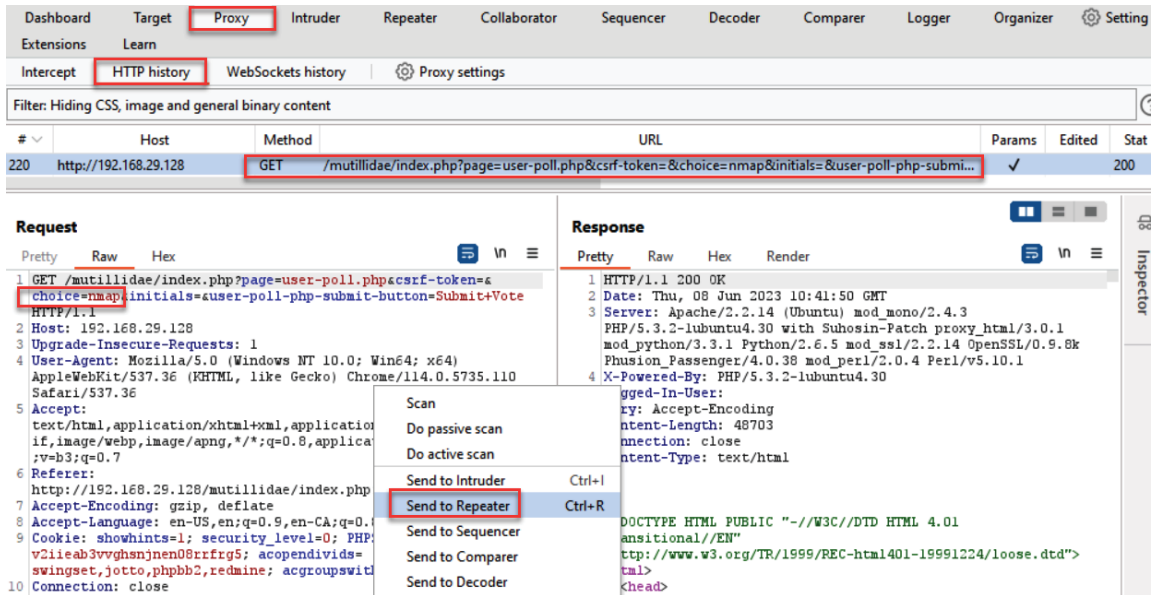 Dashboard Target Proxy Intruder Repeater Collaborator Sequencer Decoder Comparer Logger Organizer Setting
Extensions Learn
Intercept HTTP history WebSockets history Proxy settings
Filter: Hiding CSS, image and general binary content
# Host Method URL Params Edited Stat
220 http://192.168.29.128 GET /mutillidae/index.php?page=user-poll.php&csrf-token=&choice=nmap&initials=&user-poll-php-submi... ✓ 200
Request
Pretty Raw Hex \n
1 GET /mutillidae/index.php?page=user-poll.php&csrf-token=&
choice=nmap&initials=&user-poll-php-submit-button=Submit+Vote
HTTP/1.1
2 Host: 192.168.29.128
3 Upgrade-Insecure-Requests: 1
4 User-Agent: Mozilla/5.0 (Windows NT 10.0; Win64; x64)
AppleWebKit/537.36 (KHTML, like Gecko) Chrome/114.0.5735.110
Safari/537.36
5 Accept:
text/html,application/xhtml+xml,application
if,image/webp,image/apng,*/*;q=0.8,applica
;v=b3;q=0.7
6 Referer:
http://192.168.29.128/mutillidae/index.php
7 Accept-Encoding: gzip, deflate
8 Accept-Language: en-US,en;q=0.9,en-CA;q=0.8
9 Cookie: showhints=1; security_level=0; PHPS
v2iieab3vvghsnjnen08rrfrg5; acopendivids=
swingset,jotto,phpbb2,redmine; acgroupswith
10 Connection: close
Scan
Do passive scan
Do active scan
Send to Intruder Ctrl+I
Send to Repeater Ctrl+R
Send to Sequencer
Send to Comparer
Send to Decoder
Response
Pretty Raw Hex Render \n
1 HTTP/1.1 200 OK
2 Date: Thu, 08 Jun 2023 10:41:50 GMT
3 Server: Apache/2.2.14 (Ubuntu) mod_mono/2.4.3
PHP/5.3.2-1ubuntu4.30 with Suhosin-Patch proxy_html/3.0.1
mod_python/3.3.1 Python/2.6.5 mod_ssl/2.2.14 OpenSSL/0.9.8k
Phusion_Passenger/4.0.38 mod_perl/2.0.4 Perl/v5.10.1
4 X-Powered-By: PHP/5.3.2-1ubuntu4.30
gged-In-User:
ry: Accept-Encoding
ntent-Length: 48703
nnection: close
ntent-Type: text/html
DOCTYPE HTML PUBLIC "-//W3C//DTD HTML 4.01
ansitional//EN"
ttp://www.w3.org/TR/1999/REC-html401-19991224/loose.dtd">
tml>
<head>
Inspector